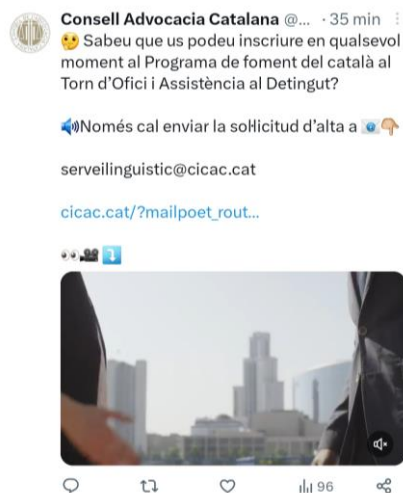 Consell Advocacia Catalana @... · 35 min
🤔 Sabeu que us podeu inscriure en qualsevol
moment al Programa de foment del català al
Torn d'Ofici i Assistència al Detingut?
🔊Només cal enviar la sol·licitud d'alta a 📧👇🏼
serveilinguistic@cicac.cat
cicac.cat/?mailpoet_rout...
👀🎥⤵️
96